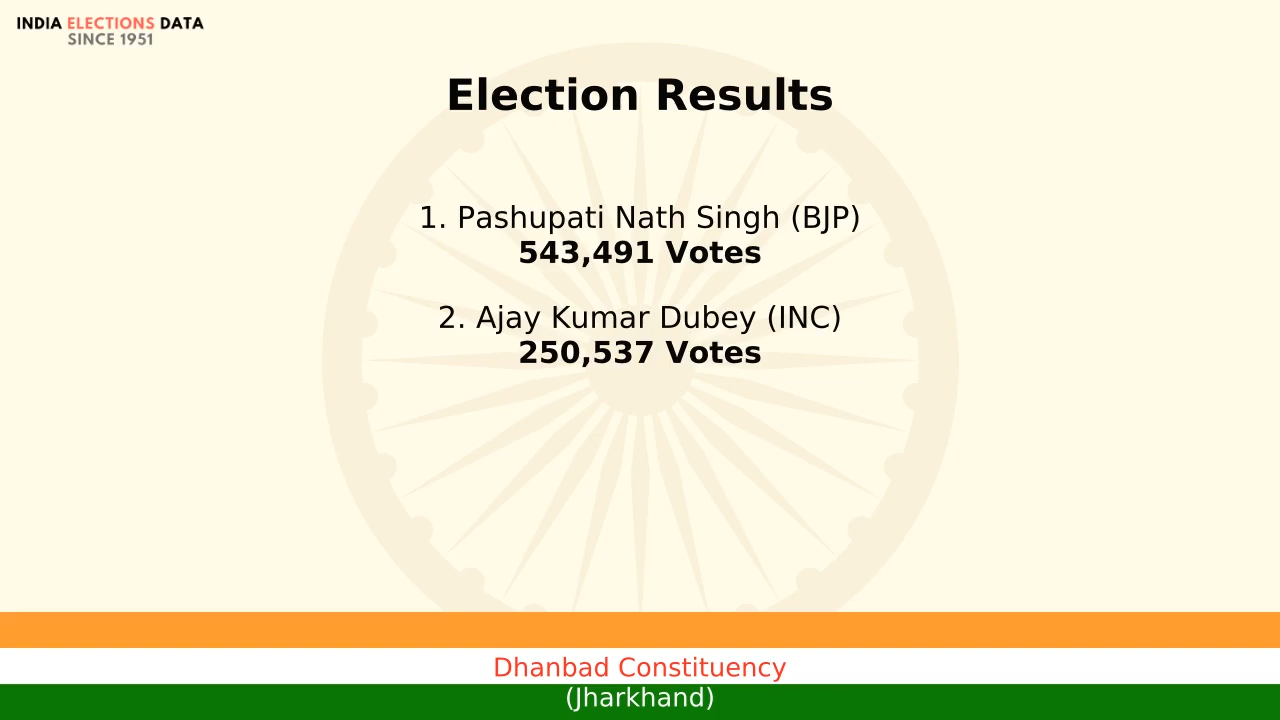 INDIA ELECTIONS DATA
SINCE 1951
Election Results
1. Pashupati Nath Singh (BJP)
543,491 Votes
2. Ajay Kumar Dubey (INC)
250,537 Votes
Dhanbad Constituency
(Jharkhand)